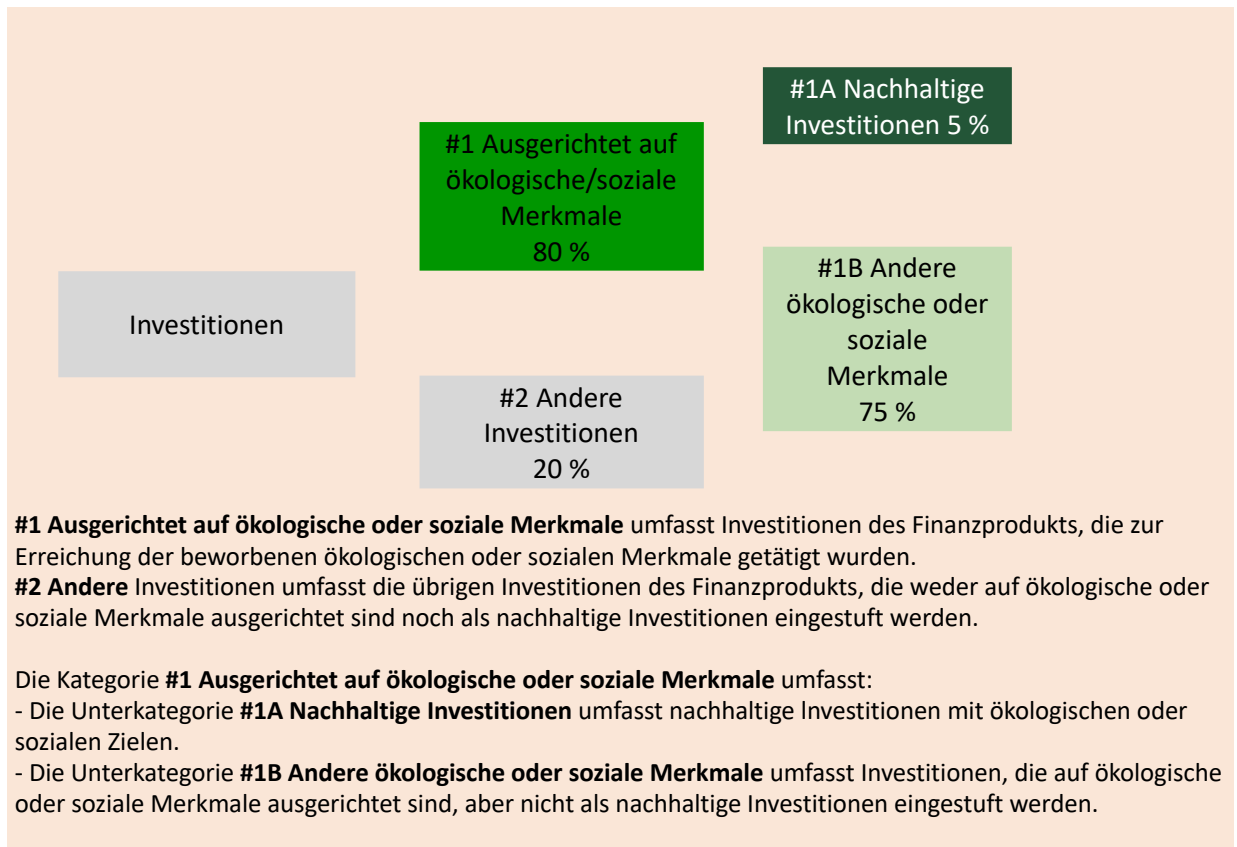 #1A Nachhaltige
Investitionen 5 %
#1 Ausgerichtet auf
ökologische/soziale
Merkmale
80 %
#1B Andere
ökologische oder
soziale
Merkmale
75 %
Investitionen
#2 Andere
Investitionen
20 %
#1 Ausgerichtet auf ökologische oder soziale Merkmale umfasst Investitionen des Finanzprodukts, die zur
Erreichung der beworbenen ökologischen oder sozialen Merkmale getätigt wurden.
#2 Andere Investitionen umfasst die übrigen Investitionen des Finanzprodukts, die weder auf ökologische oder
soziale Merkmale ausgerichtet sind noch als nachhaltige Investitionen eingestuft werden.
Die Kategorie #1 Ausgerichtet auf ökologische oder soziale Merkmale umfasst:
- Die Unterkategorie #1A Nachhaltige Investitionen umfasst nachhaltige Investitionen mit ökologischen oder
sozialen Zielen.
- Die Unterkategorie #1B Andere ökologische oder soziale Merkmale umfasst Investitionen, die auf ökologische
oder soziale Merkmale ausgerichtet sind, aber nicht als nachhaltige Investitionen eingestuft werden.